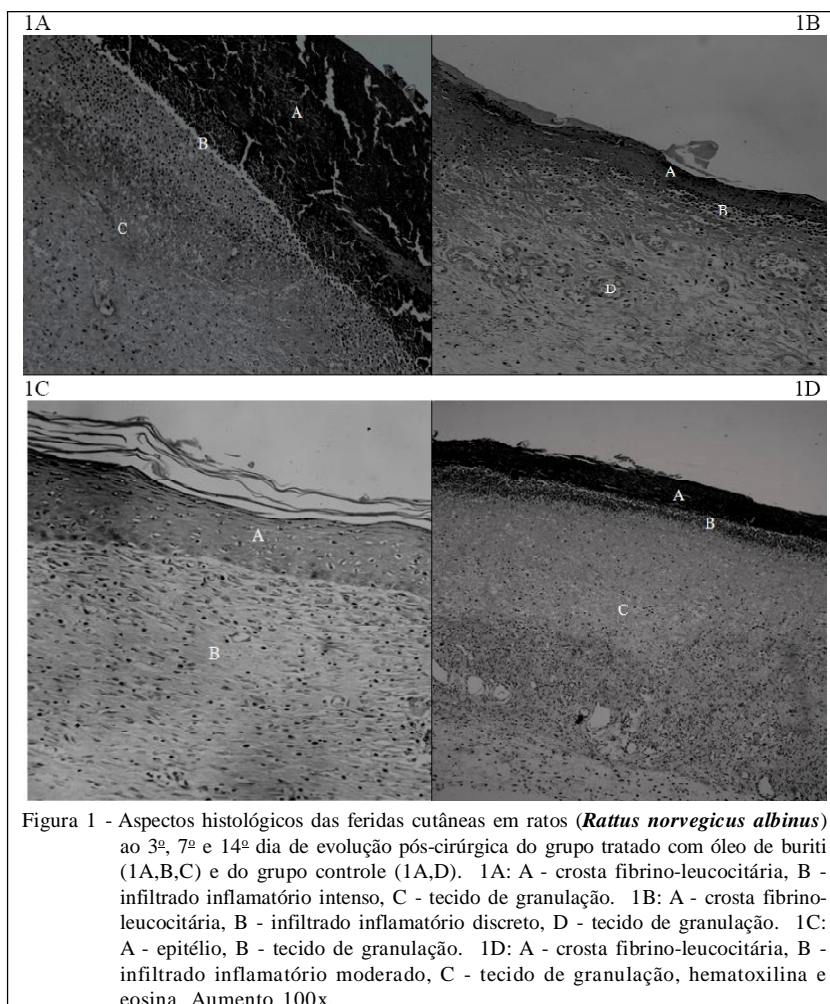 1A
1B
A
B
C
A
B
D
1C
1D
A
B
A
B
C
Figura 1 - Aspectos histológicos das feridas cutâneas em ratos (Rattus norvegicus albinus)
ao 3º, 7º e 14º dia de evolução pós-cirúrgica do grupo tratado com óleo de buriti
(1A,B,C) e do grupo controle (1A,D). 1A: A - crosta fibrino-leucocitária, B -
infiltrado inflamatório intenso, C - tecido de granulação. 1B: A - crosta fibrino-
leucocitária, B - infiltrado inflamatório discreto, D - tecido de granulação. 1C:
A - epitélio, B - tecido de granulação. 1D: A - crosta fibrino-leucocitária, B -
infiltrado inflamatório moderado, C - tecido de granulação, hematoxilina e
eosina. Aumento 100x.